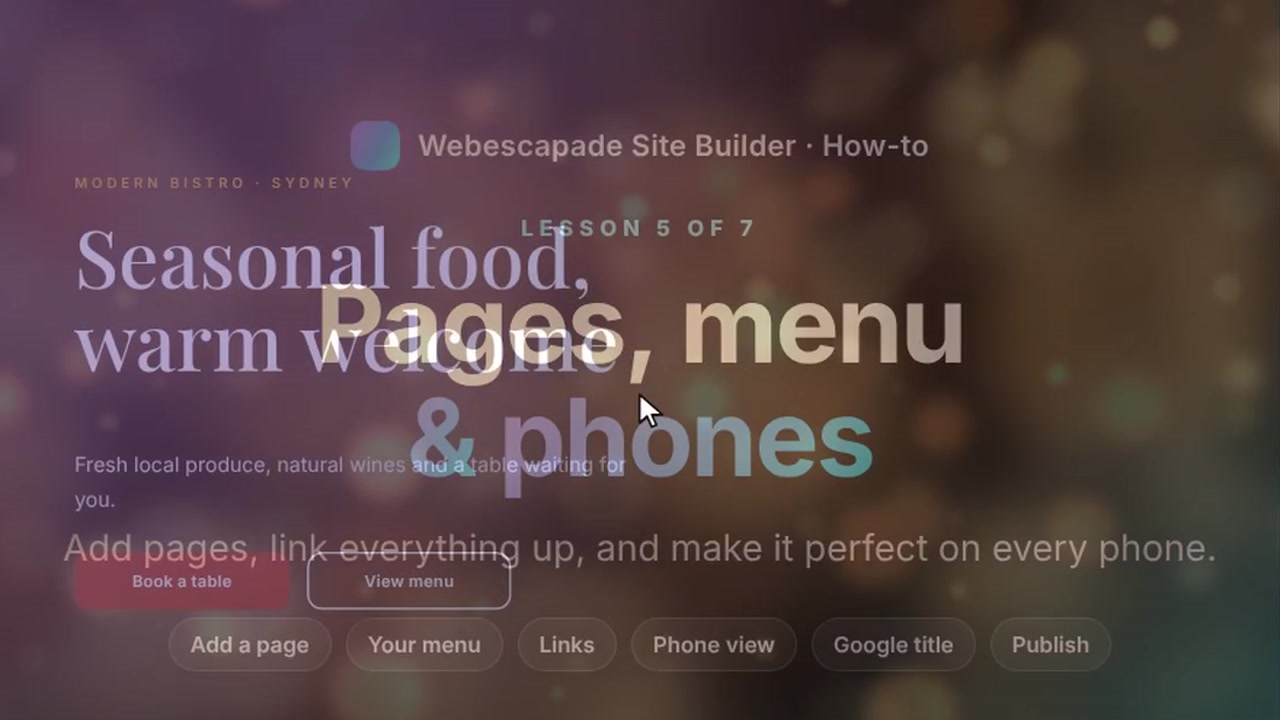 Webescapade Site Builder · How-to
MODERN BISTRO · SYDNEY
LESSON 5 OF 7
Seasonal food,
warm welcome
Pages, menu
& phones
Fresh local produce, natural wines and a table waiting for
you.
Add pages, link everything up, and make it perfect on every phone.
Book a table
View menu
Add a page
Your menu
Links
Phone view
Google title
Publish